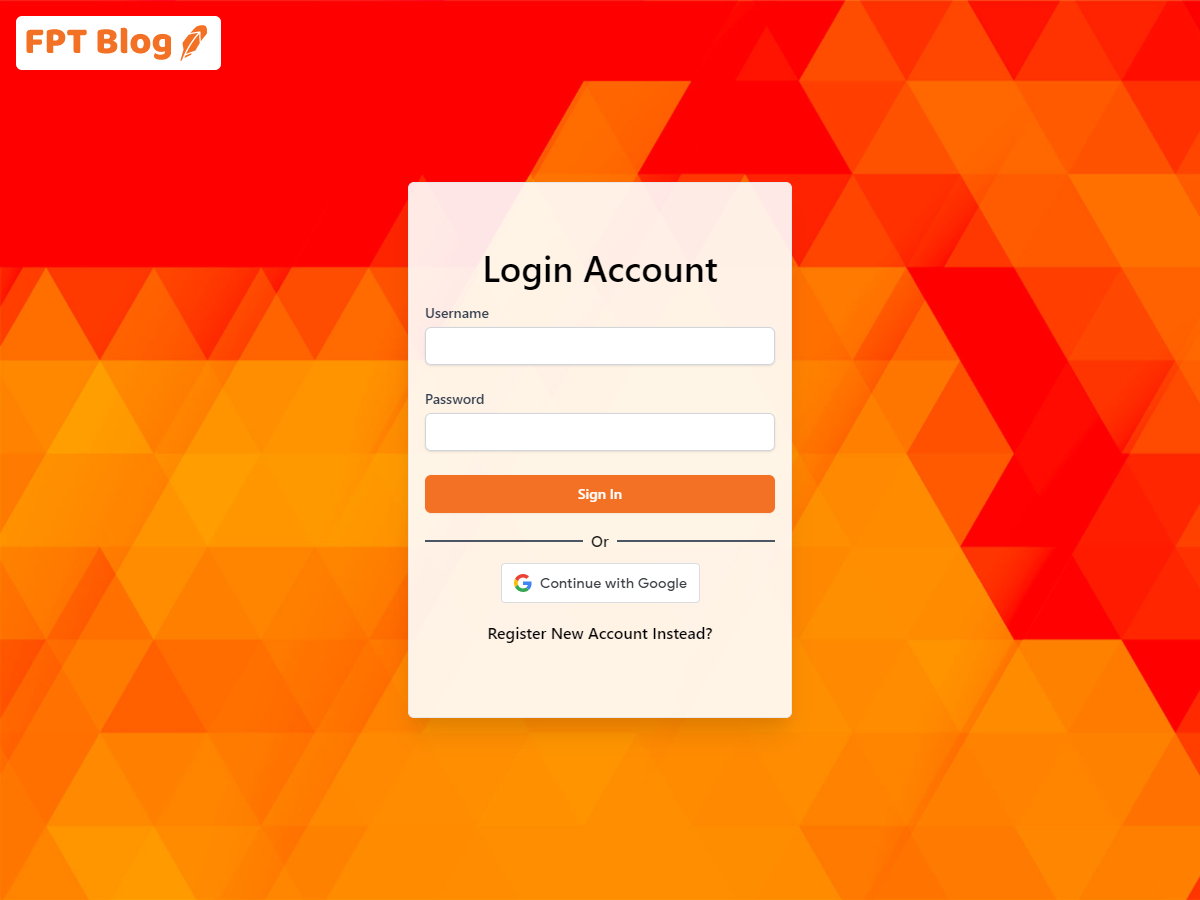 FPT Blog
Login Account
Username
Password
Sign In
Or
Continue with Google
Register New Account Instead?